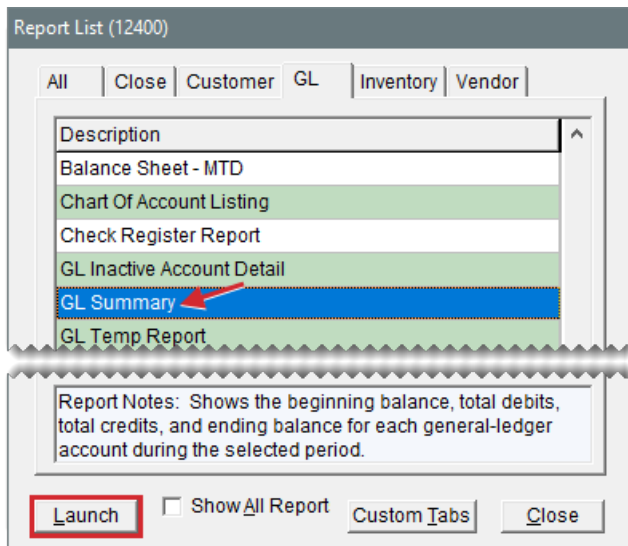 Report List (12400)
All Close Customer GL Inventory Vendor
Description
Balance Sheet - MTD
Chart Of Account Listing
Check Register Report
GL Inactive Account Detail
GL Summary
GL Temp Report
Report Notes:  Shows the beginning balance, total debits,
total credits, and ending balance for each general-ledger
account during the selected period.
Launch Show All Report Custom Tabs Close